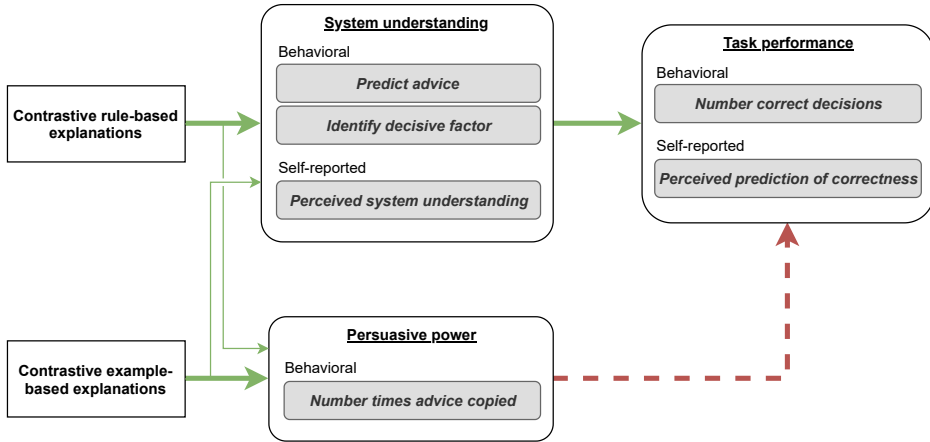 System understanding
Behavioral
Predict advice
Identify decisive factor
Self-reported
Perceived system understanding
Task performance
Behavioral
Number correct decisions
Self-reported
Perceived prediction of correctness
Contrastive rule-based
explanations
Persuasive power
Behavioral
Number times advice copied
Contrastive example-
based explanations